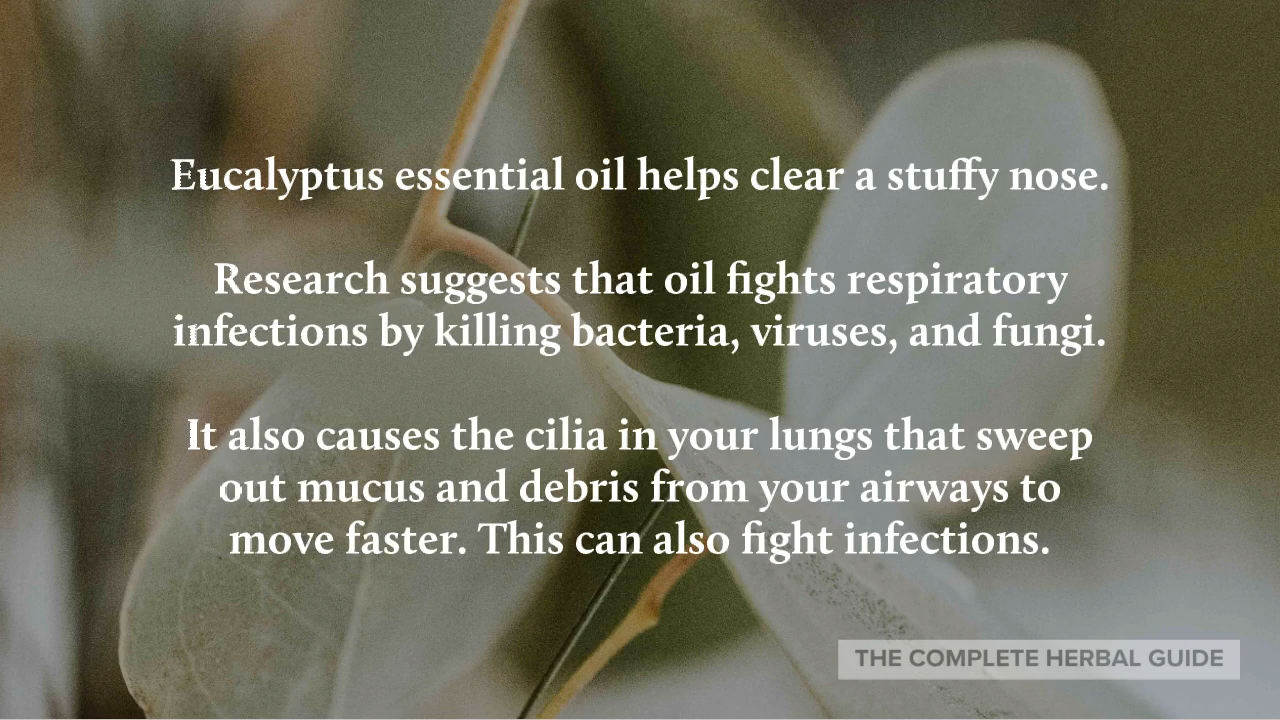 Eucalyptus essential oil helps clear a stuffy nose.
Research suggests that oil fights respiratory
infections by killing bacteria, viruses, and fungi.
It also causes the cilia in your lungs that sweep
out mucus and debris from your airways to
move faster. This can also fight infections.
THE COMPLETE HERBAL GUIDE